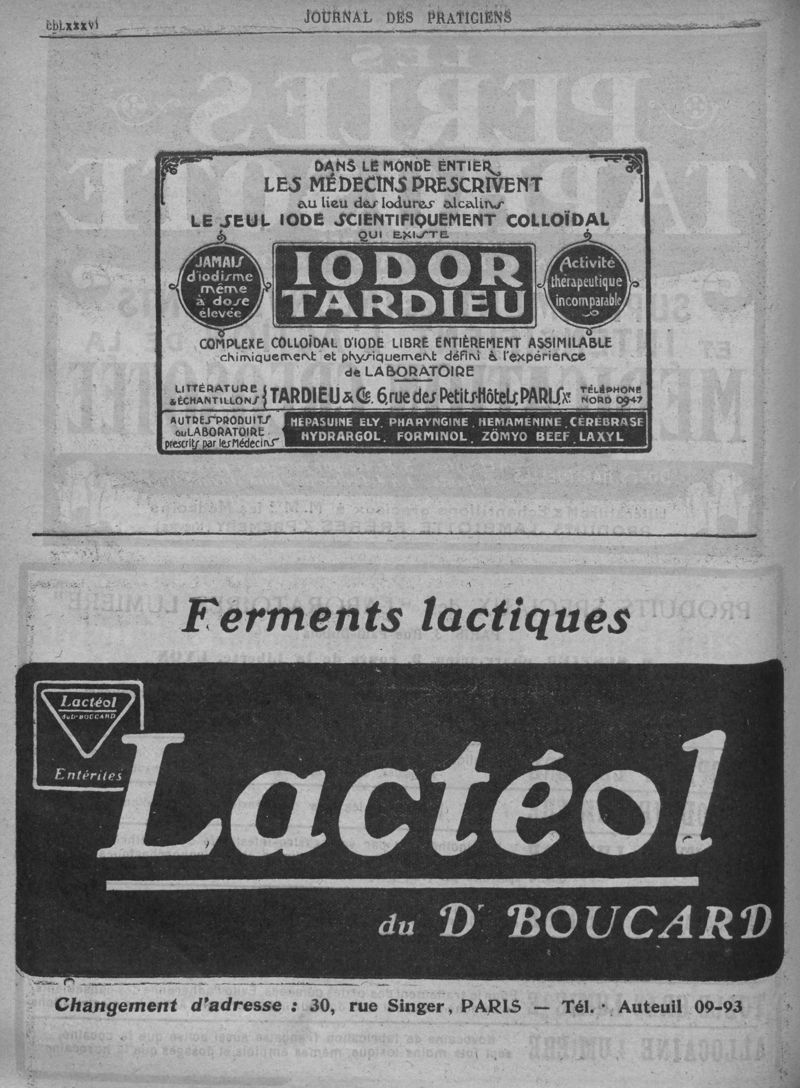 cDLxxxvi
JOURNAL DES PRATICIENS
DANS LE MONDE ENTIER
LES MÉDECINS PRESCRIVENT
au lieu des Iodures alcalins
LE SEUL IODE SCIENTIFIQUEMENT COLLOÏDAL
QUI EXISTE
JAMAIS
d'iodisme
même
à dose
élevée
IODOR
TARDIEU
Activité
thérapeutique
incomparable
COMPLEXE COLLOÏDAL D'IODE LIBRE ENTIÈREMENT ASSIMILABLE
chimiquement et physiquement défini à l'expérience
de LABORATOIRE
LITTÉRATURE
& ÉCHANTILLONS
TARDIEU & Cie. 6, rue des Petits-Hôtels, PARIS, Xe
TÉLÉPHONE
NORD 09-47
AUTRES PRODUITS
du LABORATOIRE
prescrits par les Médecins
HÉPASUINE ELY, PHARYNGINE, HEMAMÉNINE, CÉRÉBRASE
HYDRARGOL, FORMINOL, ZÔMYO BEEF, LAXYL
Ferments lactiques
Lactéol
du Dr BOUCARD
Entérites
Lactéol
du Dr BOUCARD
Changement d'adresse : 30, rue Singer, PARIS — Tél. · Auteuil 09-93